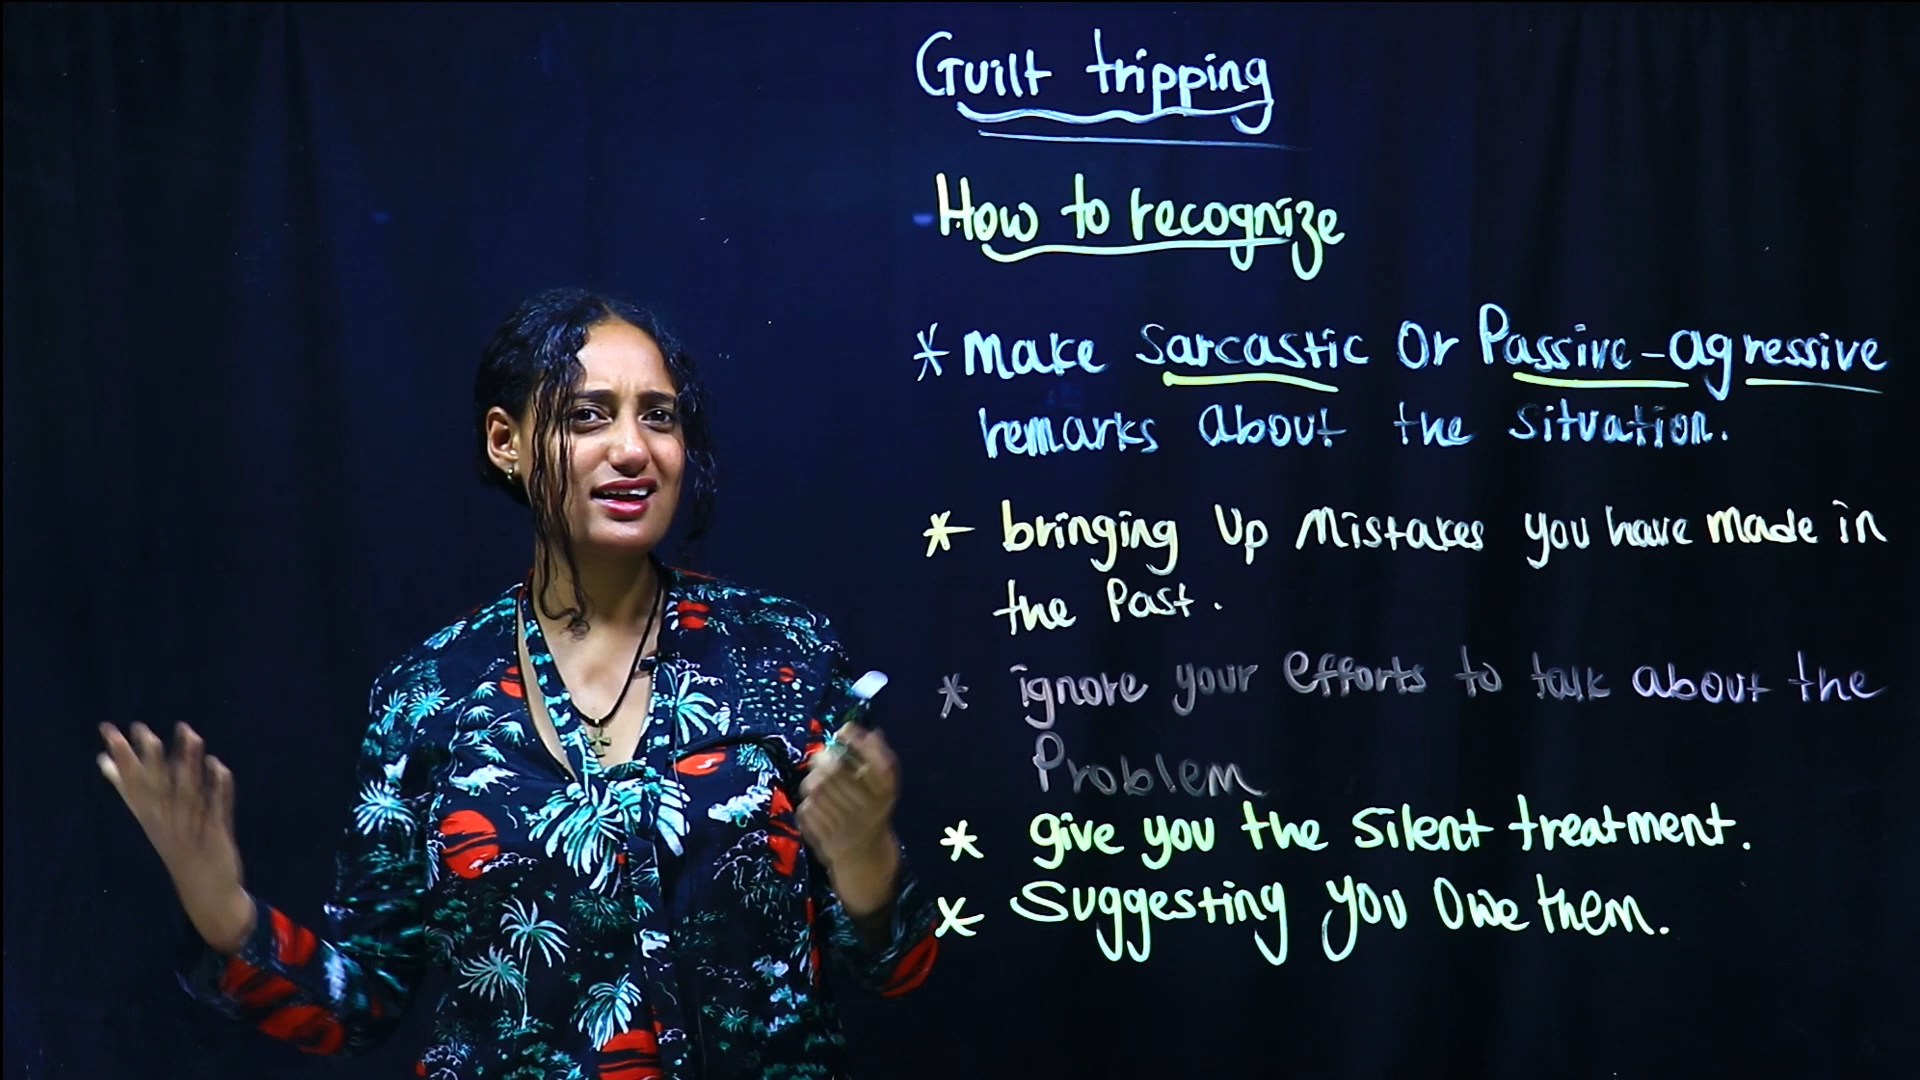 Guilt tripping
How to recognize
* make Sarcastic or Passive-agressive
remarks about the situation.
* bringing up mistakes you have made in
the Past.
* ignore your efforts to talk about the
Problem
* give you the silent treatment.
* Suggesting you owe them.